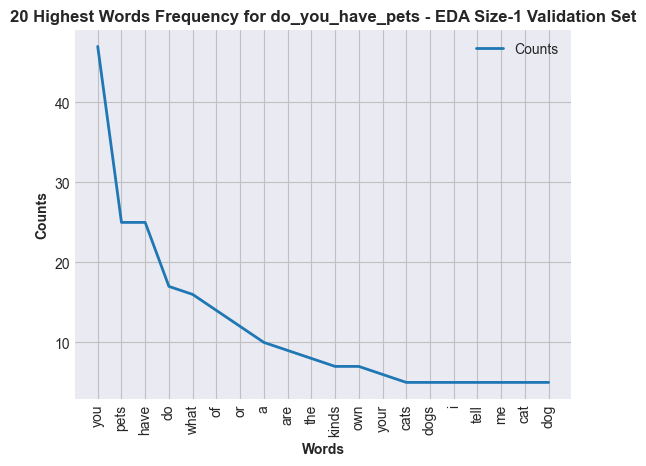 20 Highest Words Frequency for do_you_have_pets - EDA Size-1 Validation Set
Counts
Counts
40
30
20
10
you
pets
have
do
what
of
or
a
are
the
kinds
own
your
cats
dogs
i
tell
me
cat
dog
Words